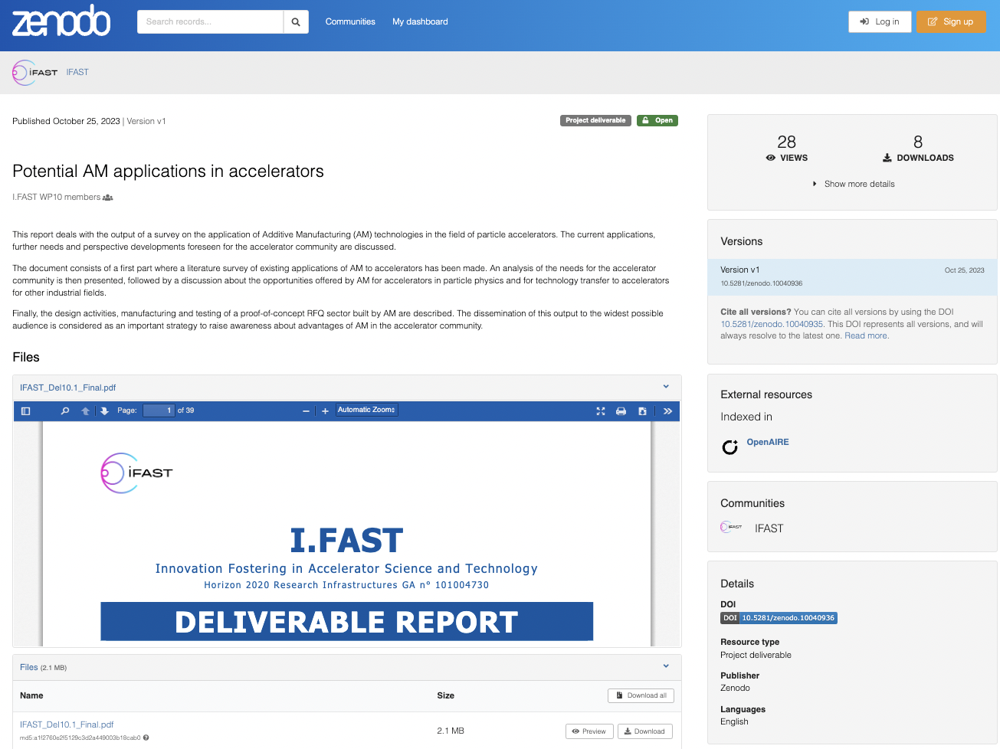 zenodo
Search records...
Communities
My dashboard
Log in
Sign up
iFAST
IFAST
Published October 25, 2023 | Version v1
Project deliverable
Open
Potential AM applications in accelerators
I.FAST WP10 members
This report deals with the output of a survey on the application of Additive Manufacturing (AM) technologies in the field of particle accelerators. The current applications,
further needs and perspective developments foreseen for the accelerator community are discussed.
The document consists of a first part where a literature survey of existing applications of AM to accelerators has been made. An analysis of the needs for the accelerator
community is then presented, followed by a discussion about the opportunities offered by AM for accelerators in particle physics and for technology transfer to accelerators
for other industrial fields.
Finally, the design activities, manufacturing and testing of a proof-of-concept RFQ sector built by AM are described. The dissemination of this output to the widest possible
audience is considered as an important strategy to raise awareness about advantages of AM in the accelerator community.
Files
IFAST_Del10.1_Final.pdf
Page: 1 of 39
Automatic Zoom
iFAST
I.FAST
Innovation Fostering in Accelerator Science and Technology
Horizon 2020 Research Infrastructures GA n° 101004730
DELIVERABLE REPORT
Files (2.1 MB)
Name
Size
Download all
IFAST_Del10.1_Final.pdf
md5:a1f2760e2f5129c3d2a449003b18cab0
2.1 MB
Preview
Download
28
VIEWS
8
DOWNLOADS
Show more details
Versions
Version v1
Oct 25, 2023
10.5281/zenodo.10040936
Cite all versions? You can cite all versions by using the DOI
10.5281/zenodo.10040935. This DOI represents all versions, and will
always resolve to the latest one. Read more.
External resources
Indexed in
OpenAIRE
Communities
iFAST
IFAST
Details
DOI
DOI 10.5281/zenodo.10040936
Resource type
Project deliverable
Publisher
Zenodo
Languages
English